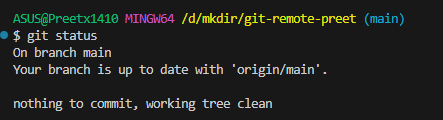 ASUS@Preetx1410 MINGW64 /d/mkdir/git-remote-preet (main)
$ git status
On branch main
Your branch is up to date with 'origin/main'.
nothing to commit, working tree clean